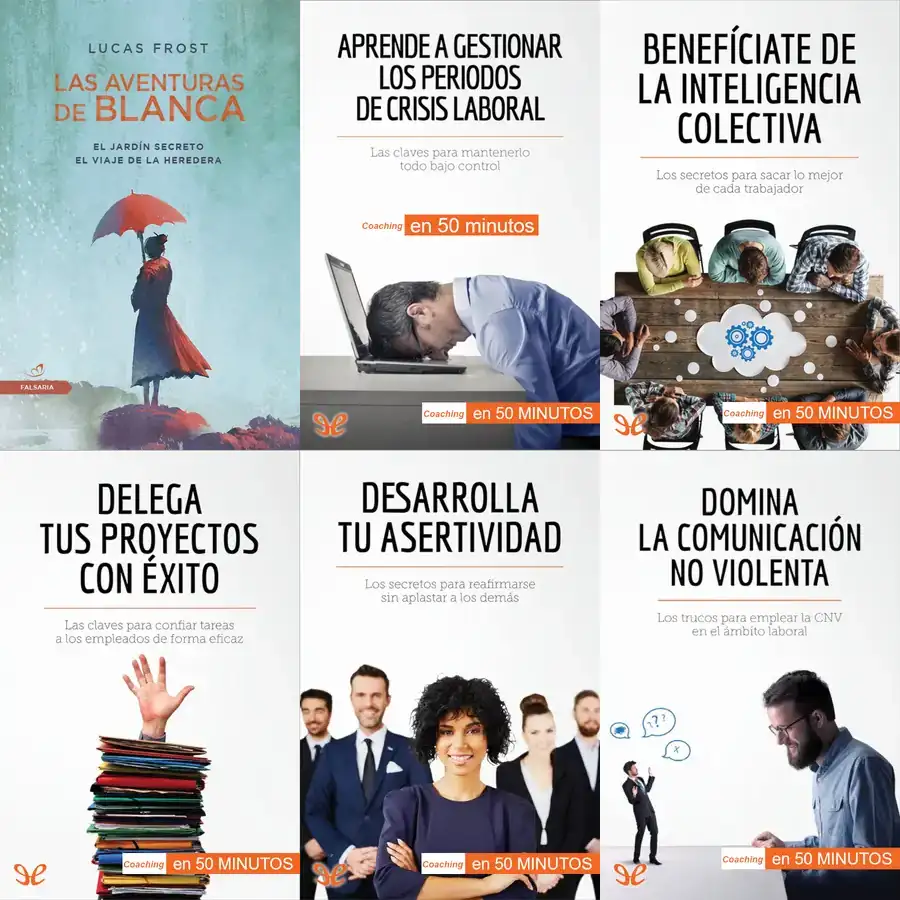 LUCAS FROST
LAS AVENTURAS
DE BLANCA
EL JARDÍN SECRETO
EL VIAJE DE LA HEREDERA
FALSARIA
APRENDE A GESTIONAR
LOS PERIODOS
DE CRISIS LABORAL
Las claves para mantenerlo
todo bajo control
Coaching en 50 minutos
Coaching en 50 MINUTOS
BENEFÍCIATE DE
LA INTELIGENCIA
COLECTIVA
Los secretos para sacar lo mejor
de cada trabajador
Coaching en 50 MINUTOS
DELEGA
TUS PROYECTOS
CON ÉXITO
Las claves para confiar tareas
a los empleados de forma eficaz
Coaching en 50 MINUTOS
DESARROLLA
TU ASERTIVIDAD
Los secretos para reafirmarse
sin aplastar a los demás
Coaching en 50 MINUTOS
DOMINA
LA COMUNICACIÓN
NO VIOLENTA
Los trucos para emplear la CNV
en el ámbito laboral
???
x
Coaching en 50 MINUTOS